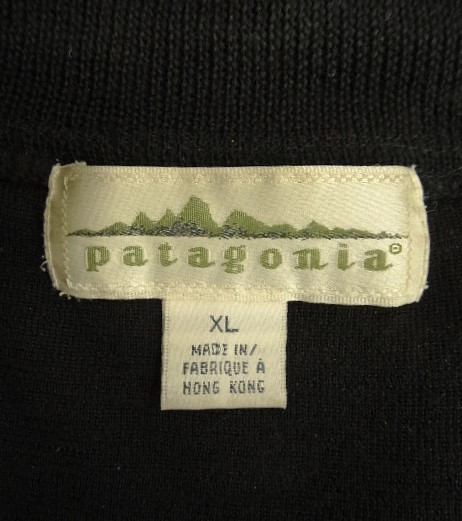 patagonia®
XL
MADE IN/
FABRIQUE À
HONG KONG